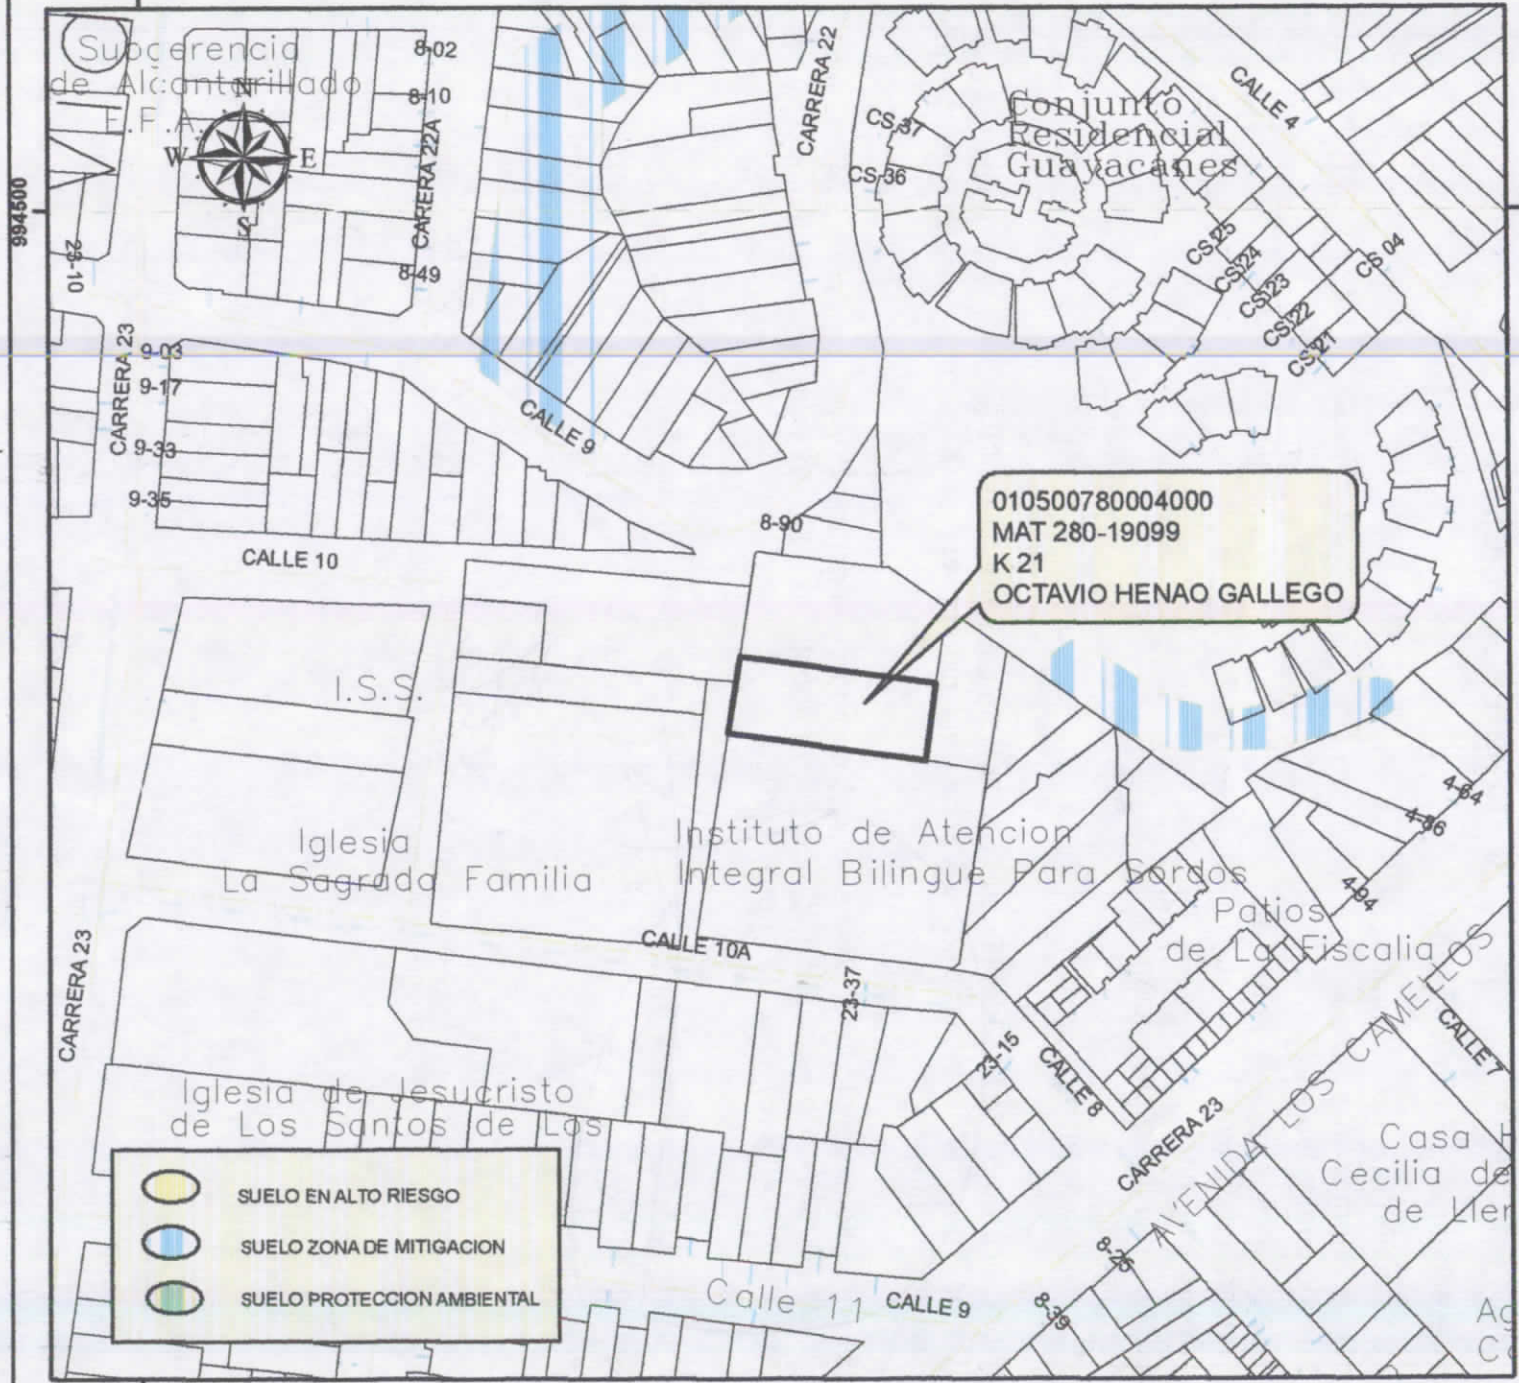 Subgerencia
de Alcantarillado
F.F.A.
N
W E
S
994500
23-10
8-02
8-10
8-49
CARERA 22A
CARRERA 22
CS 37
CS 36
Conjunto
Residencial
Guayacanes
CALLE 4
CS 25
CS 24
CS 23
CS 22
CS 21
CS 04
CARRERA 23
9-03
9-17
9-33
9-35
CALLE 9
8-90
CALLE 10
010500780004000
MAT 280-19099
K 21
OCTAVIO HENAO GALLEGO
I.S.S.
Iglesia
La Sagrada Familia
Instituto de Atencion
Integral Bilingue Para Sordos
4-84
4-86
4-94
Patios
de La Fiscalia
CALLE 10A
CARRERA 23
23-37
23-15
CALLE 8
CARRERA 23
AVENIDA LOS CAMELLOS
CALLE 7
Iglesia de Jesucristo
de Los Santos de Los
Casa
Cecilia de
de Ller
SUELO EN ALTO RIESGO
SUELO ZONA DE MITIGACION
SUELO PROTECCION AMBIENTAL
Calle 11
CALLE 9
8-26
8-39